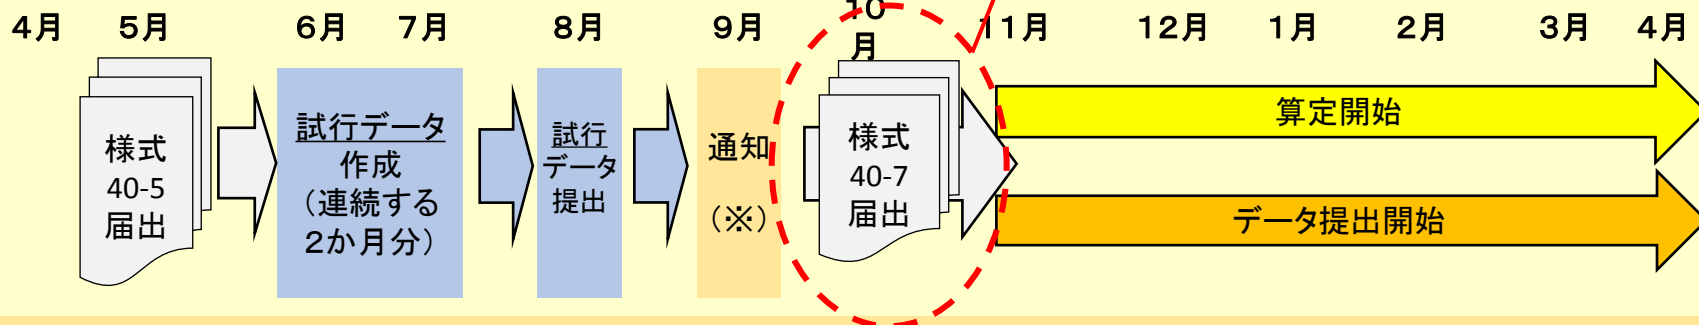 4月 5月 6月 7月 8月 9月 10月 11月 12月 1月 2月 3月 4月
様式
40-5
届出
試行データ
作成
（連続する
２か月分）
試行
データ
提出
通知
（※）
様式
40-7
届出
算定開始
データ提出開始